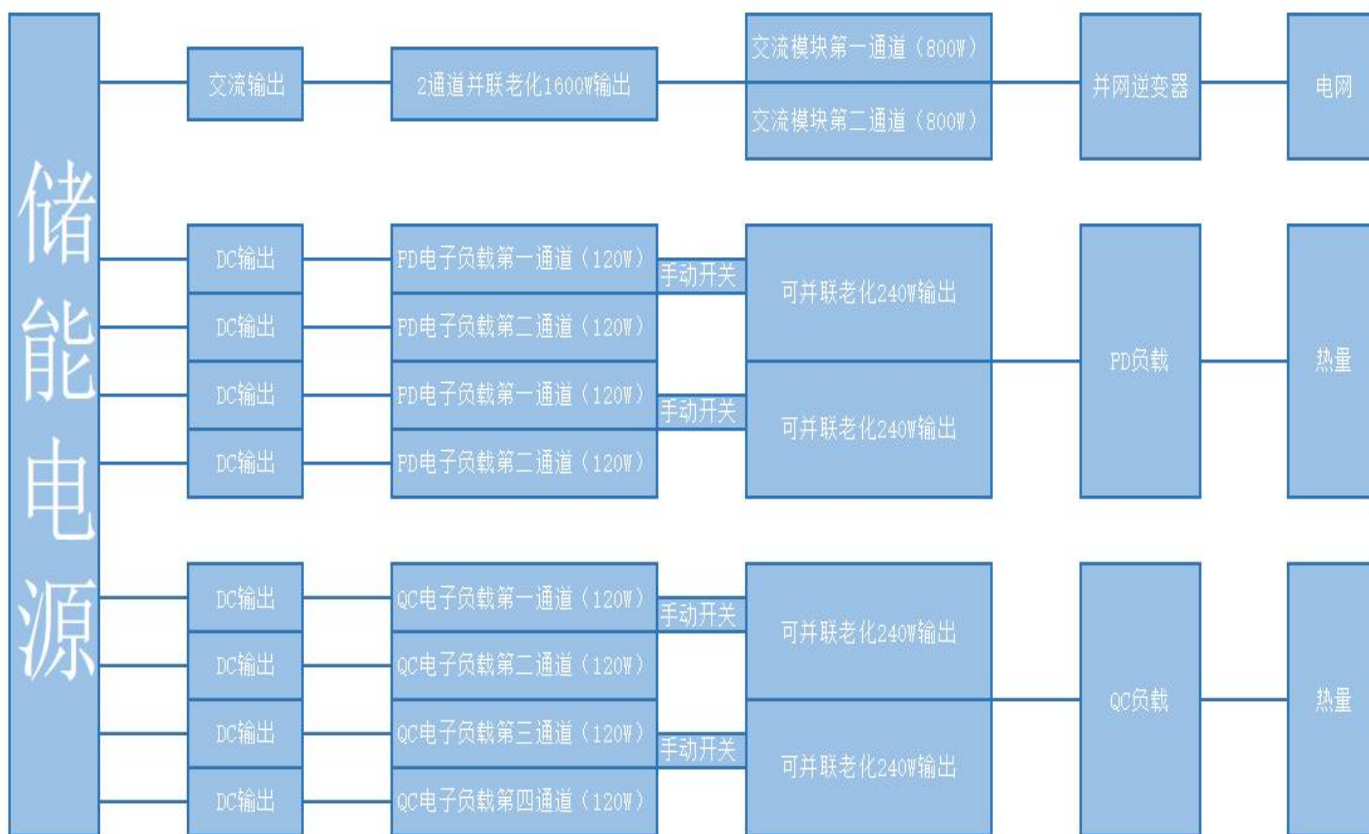 储能电源
交流输出
2通道并联老化1600W输出
交流模块第一通道（800W）
交流模块第二通道（800W）
并网逆变器
电网
DC输出
PD电子负载第一通道（120W）
手动开关
可并联老化240W输出
DC输出
PD电子负载第二通道（120W）
PD负载
热量
DC输出
PD电子负载第一通道（120W）
手动开关
可并联老化240W输出
DC输出
PD电子负载第二通道（120W）
DC输出
QC电子负载第一通道（120W）
手动开关
可并联老化240W输出
DC输出
QC电子负载第二通道（120W）
QC负载
热量
DC输出
QC电子负载第三通道（120W）
手动开关
可并联老化240W输出
DC输出
QC电子负载第四通道（120W）